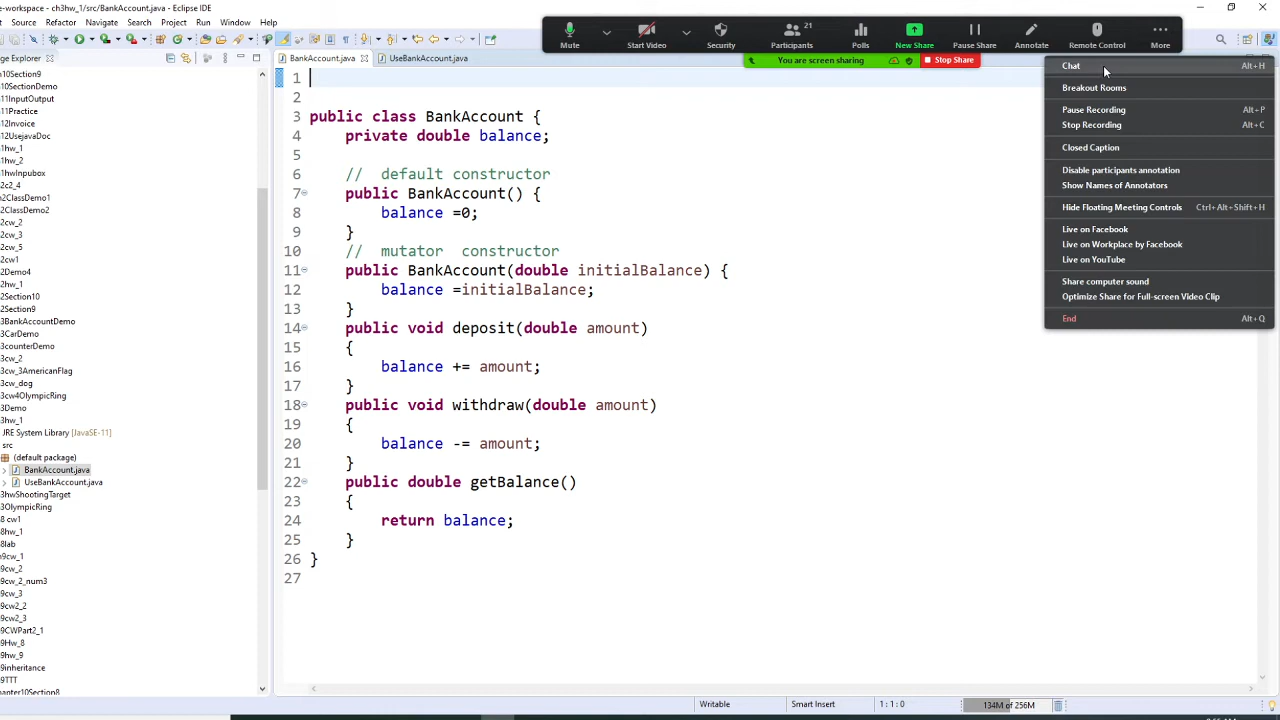 e-workspace - ch3hw_1/src/BankAccount.java - Eclipse IDE
Source Refactor Navigate Search Project Run Window Help
Mute Start Video Security Participants 21 Polls New Share Pause Share Annotate Remote Control More
You are screen sharing Stop Share
Explorer
BankAccount.java UseBankAccount.java
10Section9
10SectionDemo
11InputOutput
11Practice
12Invoice
12UsejavaDoc
1hw_1
1hw_2
1hwInpubox
2c2_4
2ClassDemo1
2ClassDemo2
2cw_2
2cw_3
2cw_5
2cw1
2Demo4
2hw_1
2Section10
2Section9
3BankAccountDemo
3CarDemo
3counterDemo
3cw_2
3cw_3AmericanFlag
3cw_dog
3cw4OlympicRing
3Demo
3hw_1
JRE System Library [JavaSE-11]
src
(default package)
BankAccount.java
UseBankAccount.java
3hwShootingTarget
3OlympicRing
8 cw1
8hw_1
8lab
9cw_1
9cw_2
9cw_2_num3
9cw_3
9cw2_2
9cw2_3
9CWPart2_1
9Hw_8
9hw_9
9inheritance
9TTT
anter10Section8
1
2
3 public class BankAccount {
4 private double balance;
5
6 // default constructor
7 public BankAccount() {
8 balance =0;
9 }
10 // mutator constructor
11 public BankAccount(double initialBalance) {
12 balance =initialBalance;
13 }
14 public void deposit(double amount)
15 {
16 balance += amount;
17 }
18 public void withdraw(double amount)
19 {
20 balance -= amount;
21 }
22 public double getBalance()
23 {
24 return balance;
25 }
26 }
27
Chat Alt+H
Breakout Rooms
Pause Recording Alt+P
Stop Recording Alt+C
Closed Caption
Disable participants annotation
Show Names of Annotators
Hide Floating Meeting Controls Ctrl+Alt+Shift+H
Live on Facebook
Live on Workplace by Facebook
Live on YouTube
Share computer sound
Optimize Share for Full-screen Video Clip
End Alt+Q
Writable Smart Insert 1 : 1 : 0 134M of 256M